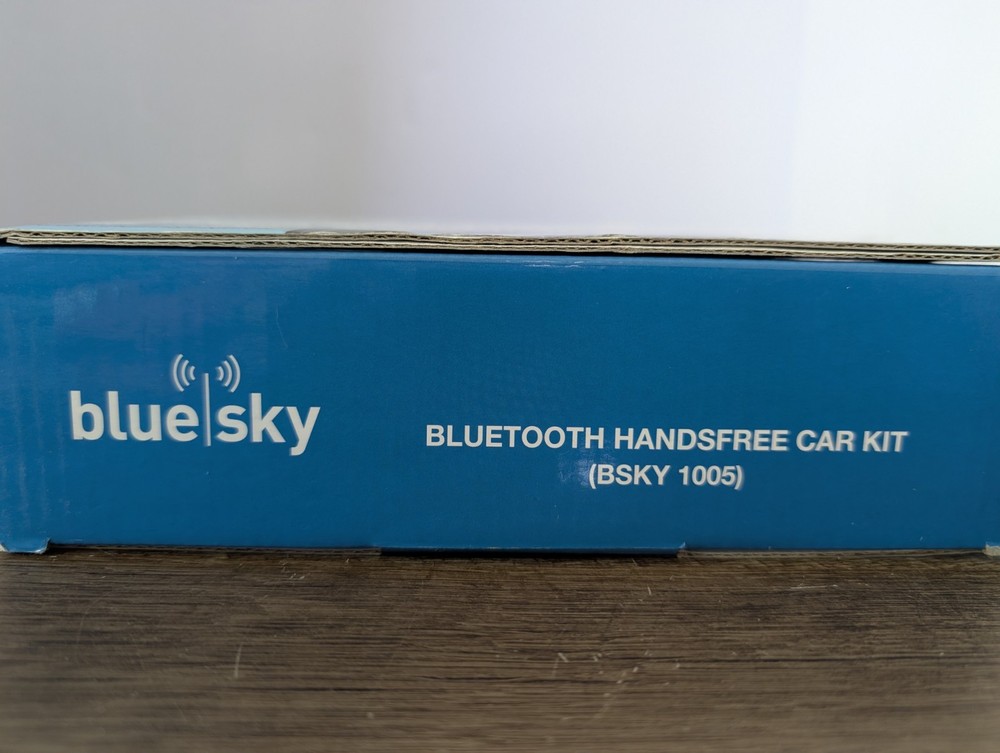 blue|sky
BLUETOOTH HANDSFREE CAR KIT
(BSKY 1005)